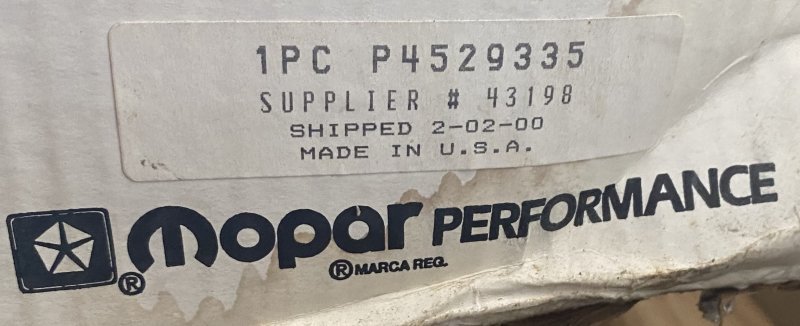 1PC P4529335
SUPPLIER # 43198
SHIPPED 2-02-00
MADE IN U.S.A.
® mopar PERFORMANCE
® MARCA REG.